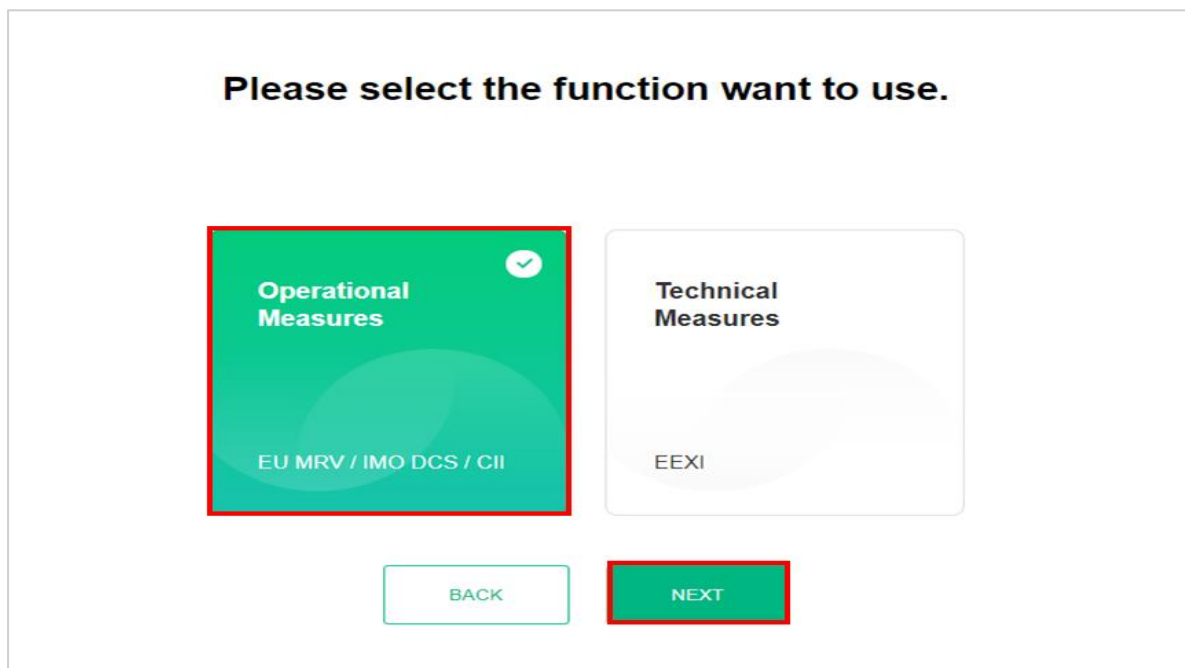 Please select the function want to use.
Operational
Measures
EU MRV / IMO DCS / CII
Technical
Measures
EEXI
BACK
NEXT